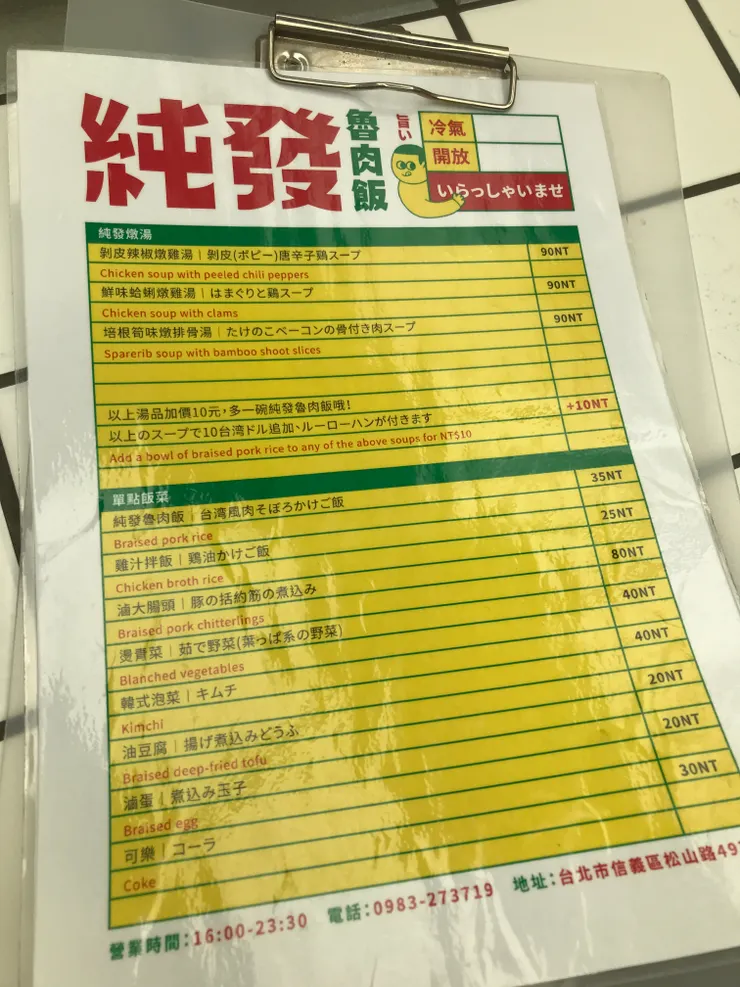 純發
魯肉飯
旨い
冷氣
開放
いらっしゃいませ
純發燉湯
剝皮辣椒燉雞湯|剝皮(ボピー)唐辛子鶏スープ 90NT
Chicken soup with peeled chili peppers
鮮味蛤蜊燉雞湯|はまぐりと鶏スープ 90NT
Chicken soup with clams
培根筍味燉排骨湯|たけのこベーコンの骨付き肉スープ 90NT
Sparerib soup with bamboo shoot slices
以上湯品加價10元,多一碗純發魯肉飯哦!
以上のスープで10台湾ドル追加、ルーローハンが付きます +10NT
Add a bowl of braised pork rice to any of the above soups for NT$10
單點飯菜
純發魯肉飯|台湾風肉そぼろかけご飯 35NT
Braised pork rice
雞汁拌飯|鶏油かけご飯 25NT
Chicken broth rice
滷大腸頭|豚の括約筋の煮込み 80NT
Braised pork chitterlings
燙青菜|茹で野菜(葉っぱ系の野菜) 40NT
Blanched vegetables
韓式泡菜|キムチ 40NT
Kimchi
油豆腐|揚げ煮込みどうふ 20NT
Braised deep-fried tofu
滷蛋|煮込み玉子 20NT
Braised egg
可樂|コーラ 30NT
Coke
營業時間:16:00-23:30 電話:0983-273719 地址:台北市信義區松山路49